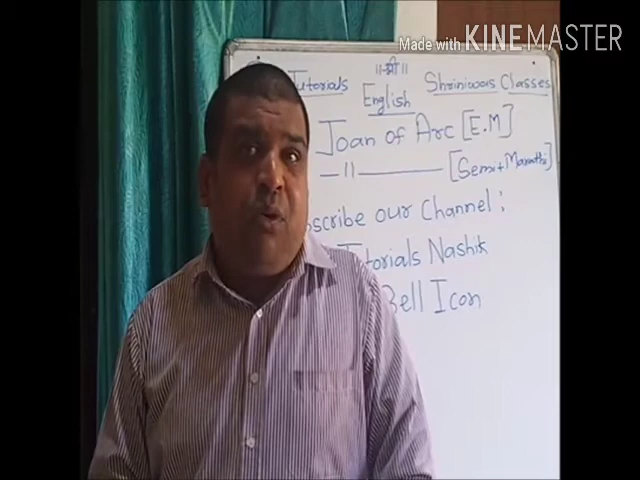 Made with KINEMASTER
॥श्री॥
Tutorials Shriniwas Classes
English
Joan of Arc [E.M]
— 11 ——— [Semi + Marathi]
scribe our Channel :
Tutorials Nashik
Bell Icon